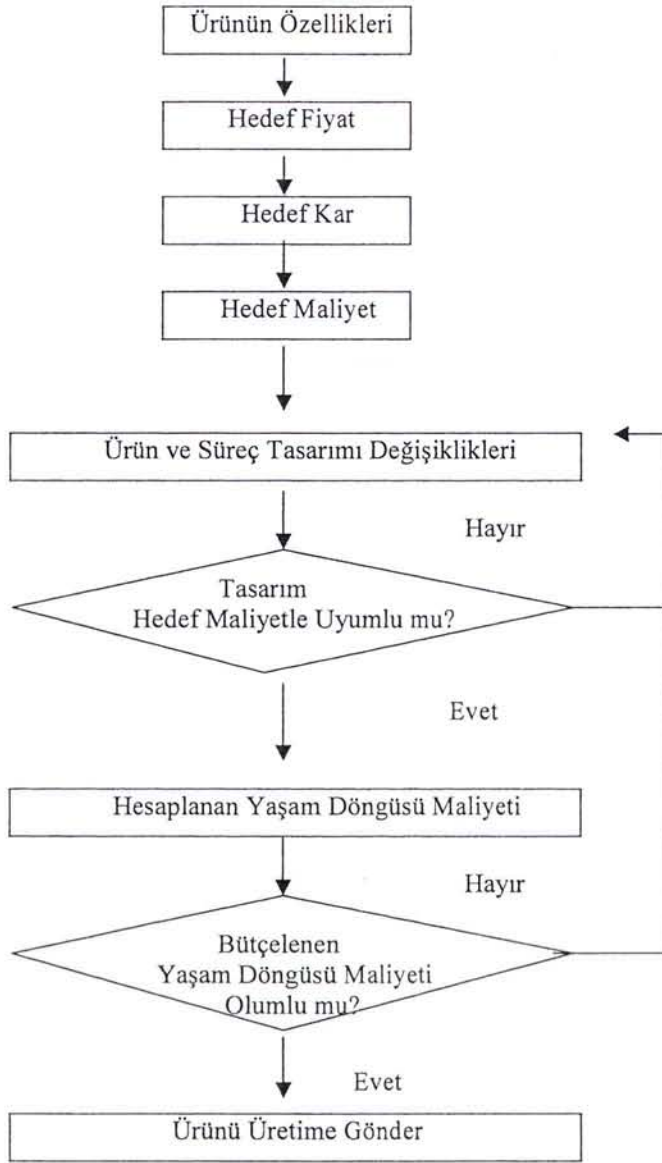 Ürünün Özellikleri
Hedef Fiyat
Hedef Kar
Hedef Maliyet
Ürün ve Süreç Tasarımı Değişiklikleri
Hayır
Tasarım
Hedef Maliyetle Uyumlu mu?
Evet
Hesaplanan Yaşam Döngüsü Maliyeti
Hayır
Bütçelenen
Yaşam Döngüsü Maliyeti
Olumlu mu?
Evet
Ürünü Üretime Gönder